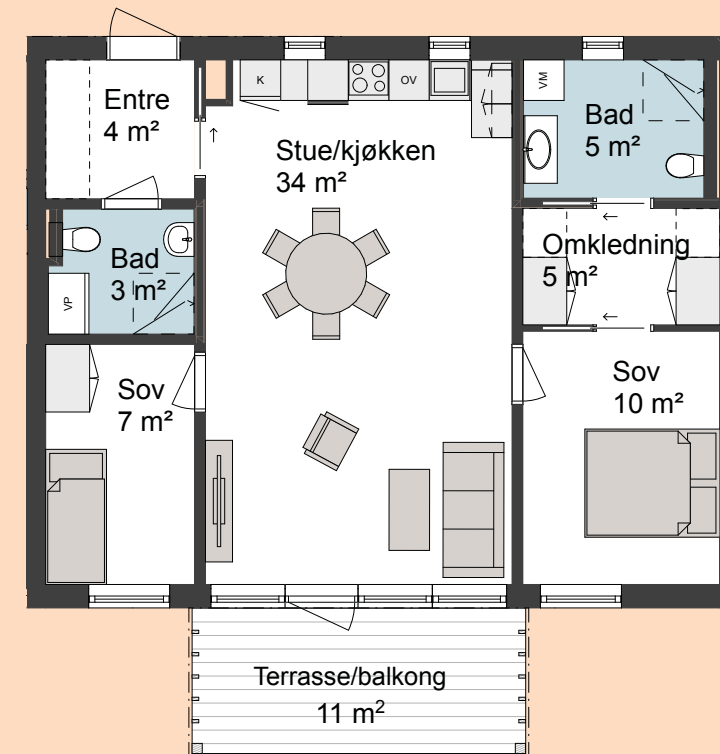 Entre
4 m²
K
OV
VM
Bad
5 m²
Stue/kjøkken
34 m²
Bad
3 m²
VP
Omkledning
5 m²
Sov
7 m²
Sov
10 m²
Terrasse/balkong
11 m²